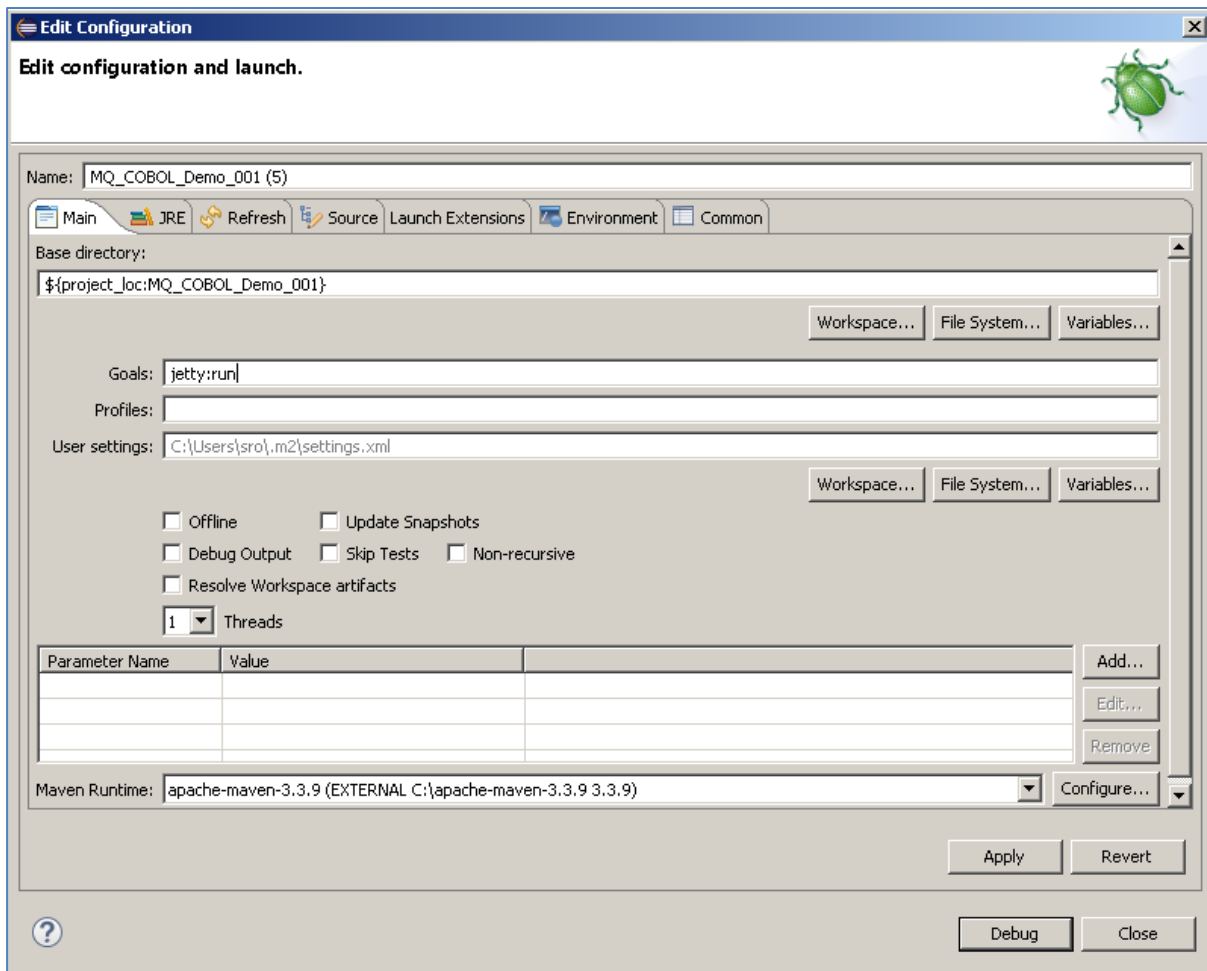 Edit Configuration
Edit configuration and launch.
Name: MQ_COBOL_Demo_001 (5)
Main JRE Refresh Source Launch Extensions Environment Common
Base directory:
${project_loc:MQ_COBOL_Demo_001}
Workspace... File System... Variables...
Goals: jetty:run
Profiles:
User settings: C:\Users\sro\.m2\settings.xml
Workspace... File System... Variables...
Offline Update Snapshots
Debug Output Skip Tests Non-recursive
Resolve Workspace artifacts
1 Threads
Parameter Name Value Add...
Edit...
Remove
Maven Runtime: apache-maven-3.3.9 (EXTERNAL C:\apache-maven-3.3.9 3.3.9) Configure...
Apply Revert
? Debug Close